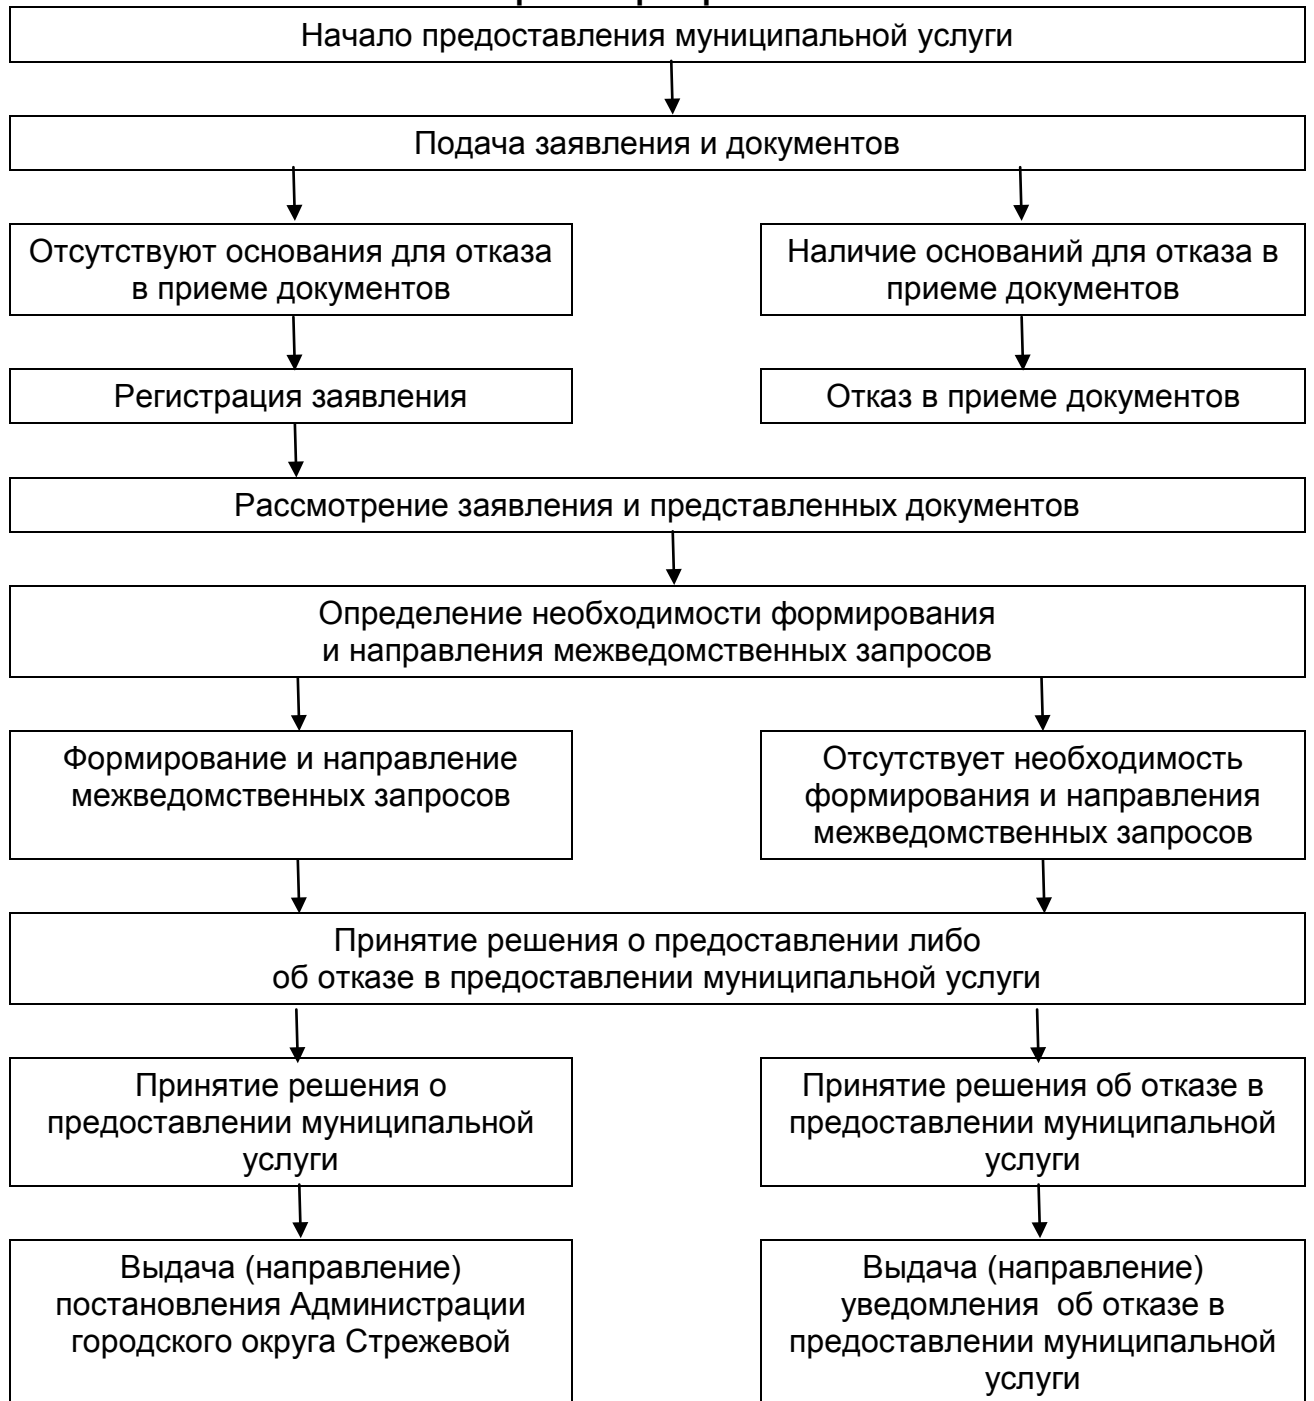 Начало предоставления муниципальной услуги
Подача заявления и документов
Отсутствуют основания для отказа
в приеме документов
Наличие оснований для отказа в
приеме документов
Регистрация заявления
Отказ в приеме документов
Рассмотрение заявления и представленных документов
Определение необходимости формирования
и направления межведомственных запросов
Формирование и направление
межведомственных запросов
Отсутствует необходимость
формирования и направления
межведомственных запросов
Принятие решения о предоставлении либо
об отказе в предоставлении муниципальной услуги
Принятие решения о
предоставлении муниципальной
услуги
Принятие решения об отказе в
предоставлении муниципальной
услуги
Выдача (направление)
постановления Администрации
городского округа Стрежевой
Выдача (направление)
уведомления  об отказе в
предоставлении муниципальной
услуги